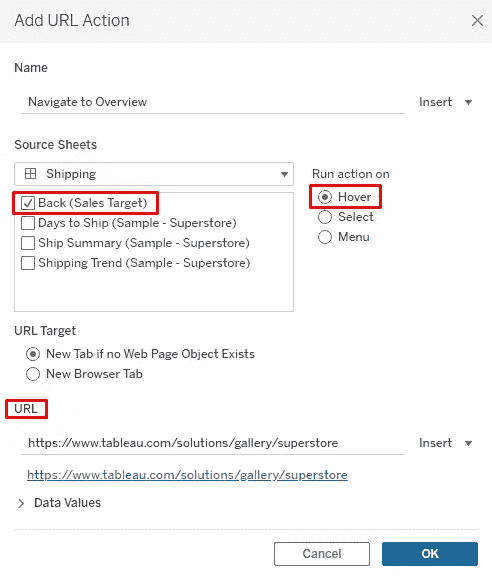 Add URL Action
Name
Navigate to Overview
Insert
Source Sheets
Shipping
Run action on
Back (Sales Target)
Hover
Days to Ship (Sample - Superstore)
Select
Ship Summary (Sample - Superstore)
Menu
Shipping Trend (Sample - Superstore)
URL Target
New Tab if no Web Page Object Exists
New Browser Tab
URL
https://www.tableau.com/solutions/gallery/superstore
Insert
https://www.tableau.com/solutions/gallery/superstore
Data Values
Cancel
OK